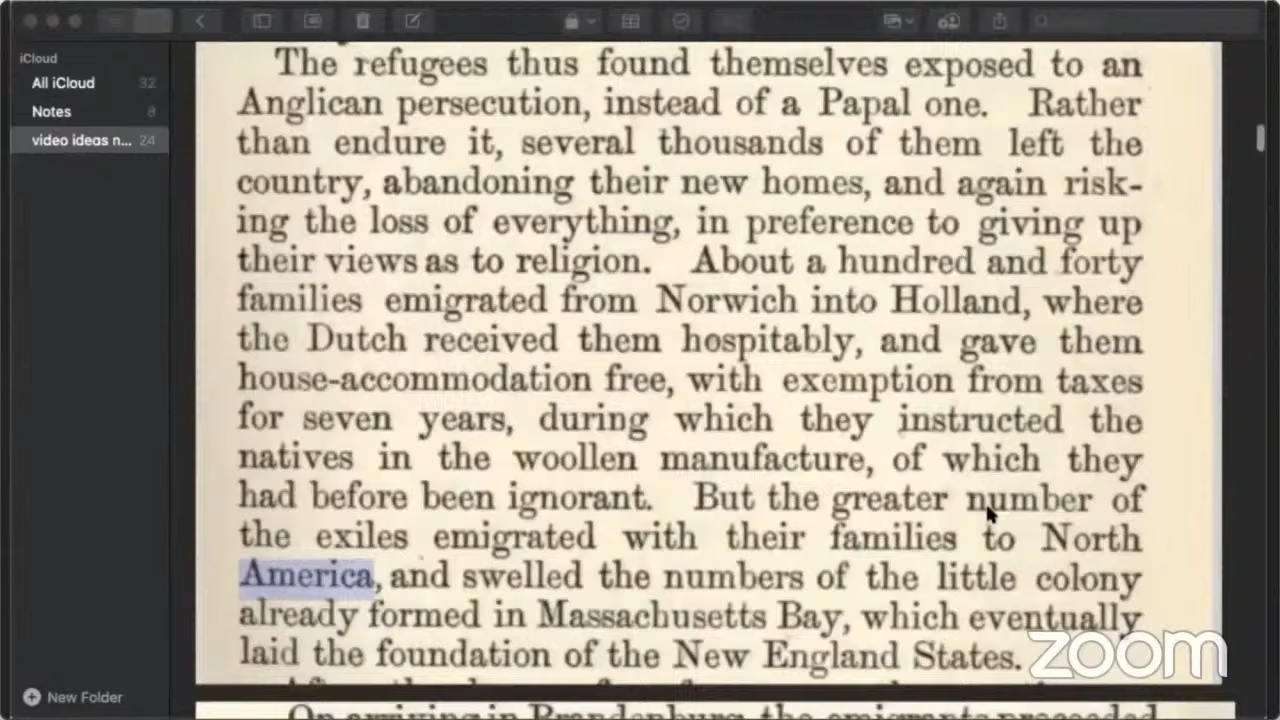 iCloud
All iCloud 32
Notes 8
video ideas n... 24
The refugees thus found themselves exposed to an
Anglican persecution, instead of a Papal one. Rather
than endure it, several thousands of them left the
country, abandoning their new homes, and again risk-
ing the loss of everything, in preference to giving up
their views as to religion. About a hundred and forty
families emigrated from Norwich into Holland, where
the Dutch received them hospitably, and gave them
house-accommodation free, with exemption from taxes
for seven years, during which they instructed the
natives in the woollen manufacture, of which they
had before been ignorant. But the greater number of
the exiles emigrated with their families to North
America, and swelled the numbers of the little colony
already formed in Massachusetts Bay, which eventually
laid the foundation of the New England States.
On arriving in Brandenburg, the emigrants proceeded
New Folder
zoom